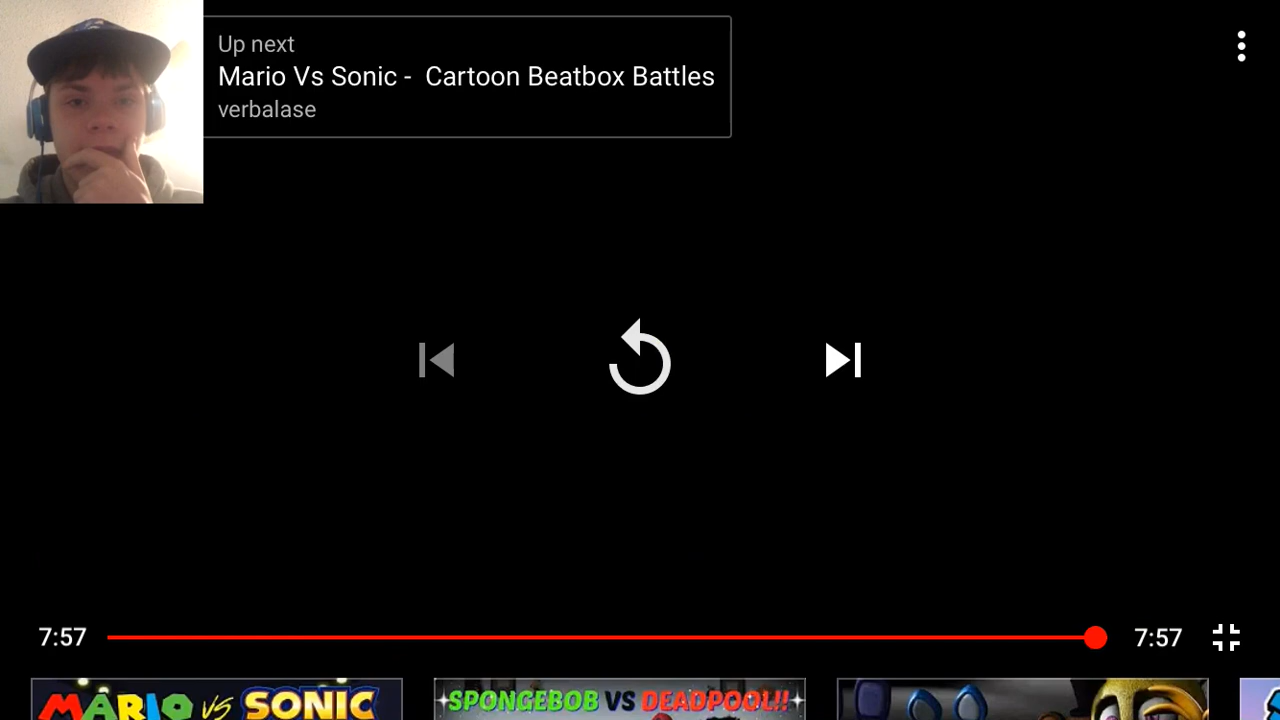 Up next
Mario Vs Sonic -  Cartoon Beatbox Battles
verbalase
7:57
7:57
MARIO VS SONIC
SPONGEBOB VS DEADPOOL!!